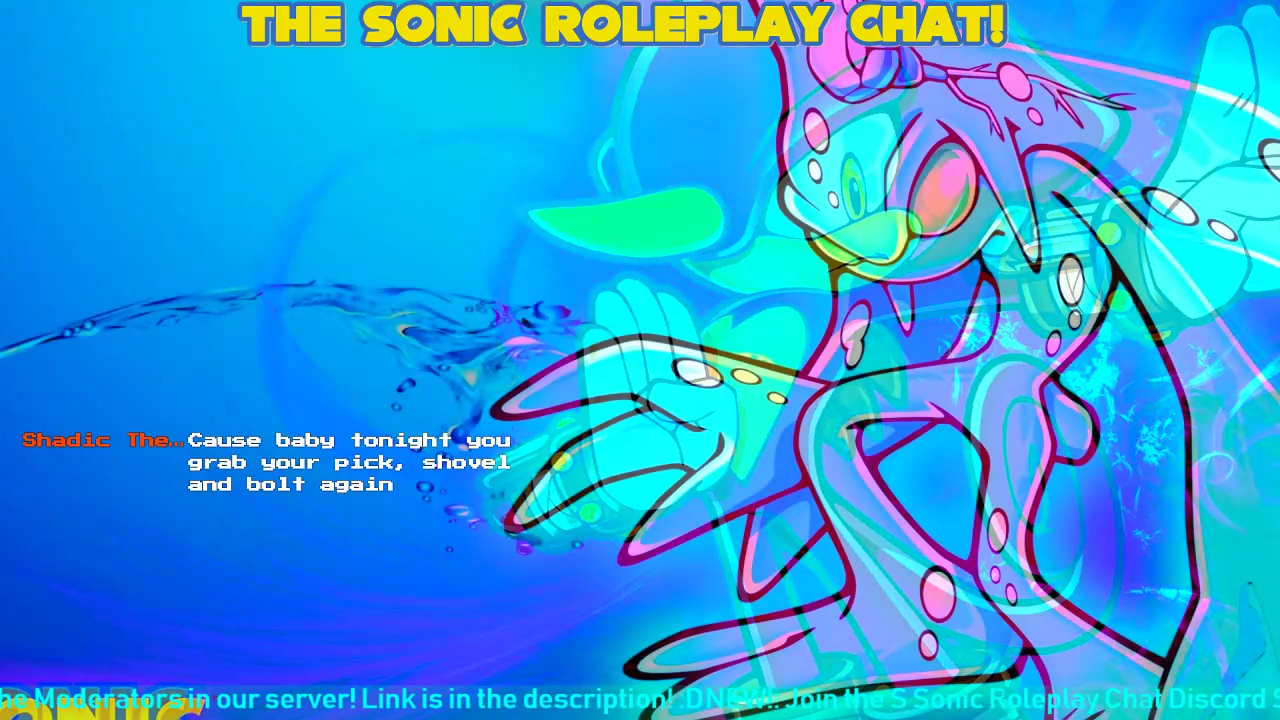 THE SONIC ROLEPLAY CHAT!
Shadic The... Cause baby tonight you
grab your pick, shovel
and bolt again
he Moderators in our server! Link is in the description! :DNEW!: Join the S Sonic Roleplay Chat Discord S